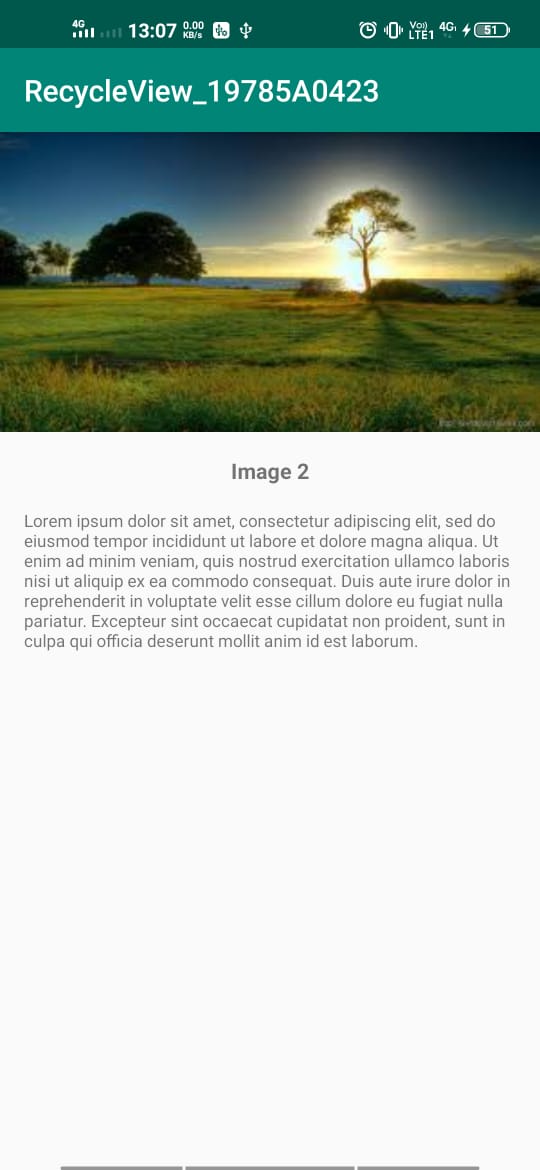 4G 13:07 0.00 KB/s Vo)) LTE1 4G 51
RecycleView_19785A0423
Image 2
Lorem ipsum dolor sit amet, consectetur adipiscing elit, sed do
eiusmod tempor incididunt ut labore et dolore magna aliqua. Ut
enim ad minim veniam, quis nostrud exercitation ullamco laboris
nisi ut aliquip ex ea commodo consequat. Duis aute irure dolor in
reprehenderit in voluptate velit esse cillum dolore eu fugiat nulla
pariatur. Excepteur sint occaecat cupidatat non proident, sunt in
culpa qui officia deserunt mollit anim id est laborum.